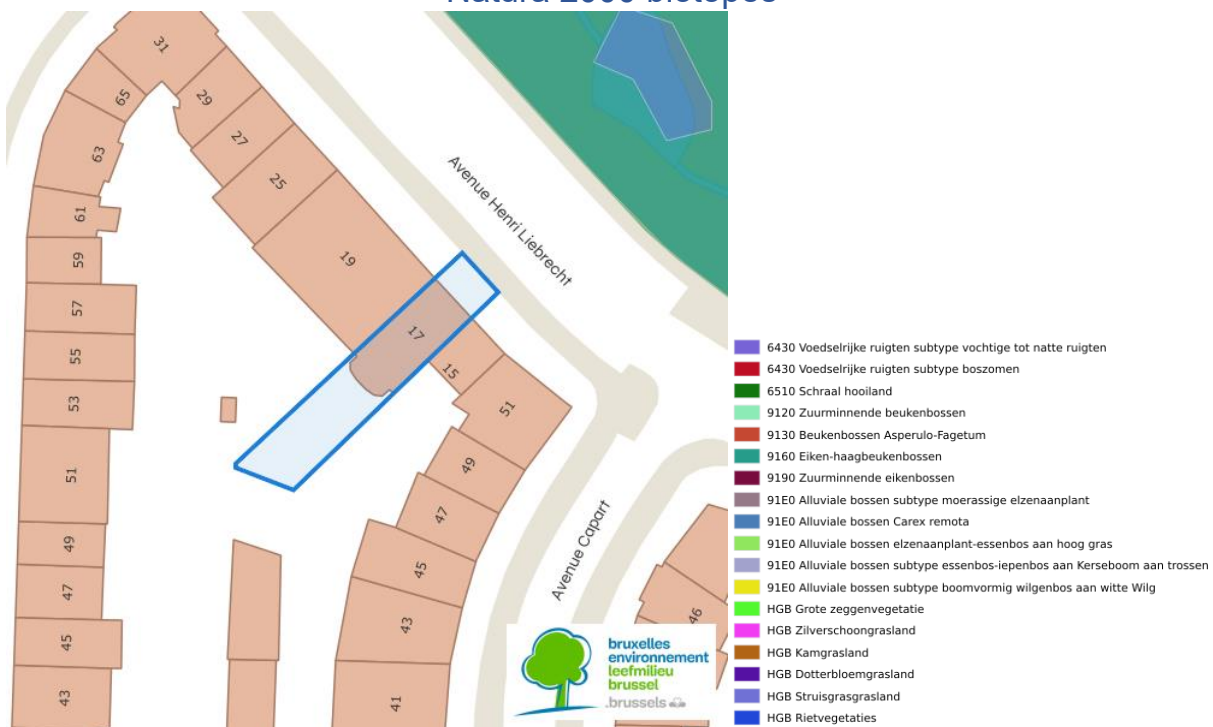 Natura 2000 biotopes
31
65
29
63
27
25
61
59
19
57
17
55
15
53
51
51
49
49
47
47
45
45
43
43
41
46
Avenue Henri Liebrecht
Avenue Capart
bruxelles
environnement
leefmilieu
brussel
.brussels
6430 Voedselrijke ruigten subtype vochtige tot natte ruigten
6430 Voedselrijke ruigten subtype boszomen
6510 Schraal hooiland
9120 Zuurminnende beukenbossen
9130 Beukenbossen Asperulo-Fagetum
9160 Eiken-haagbeukenbossen
9190 Zuurminnende eikenbossen
91E0 Alluviale bossen subtype moerassige elzenaanplant
91E0 Alluviale bossen Carex remota
91E0 Alluviale bossen elzenaanplant-essenbos aan hoog gras
91E0 Alluviale bossen subtype essenbos-iepenbos aan Kerseboom aan trossen
91E0 Alluviale bossen subtype boomvormig wilgenbos aan witte Wilg
HGB Grote zeggenvegetatie
HGB Zilverschoongrasland
HGB Kamgrasland
HGB Dotterbloemgrasland
HGB Struisgrasgrasland
HGB Rietvegetaties